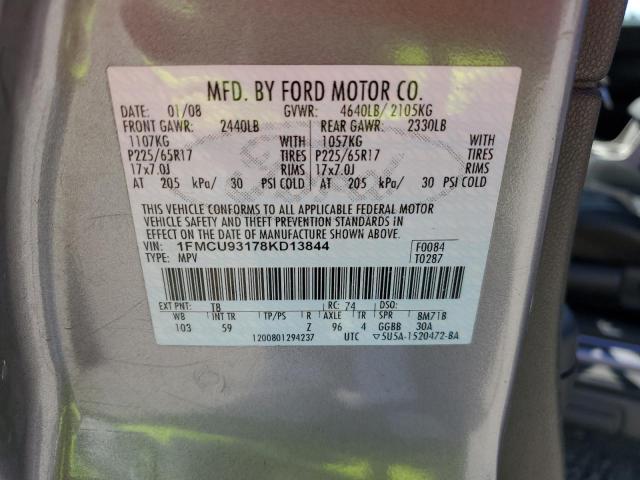 MFD. BY FORD MOTOR CO.
DATE: 01/08 GVWR: 4640LB/ 2105KG
FRONT GAWR: 2440LB REAR GAWR: 2330LB
1107KG WITH 1057KG WITH
P225/65R17 TIRES P225/65R17 TIRES
17x7.0J RIMS 17x7.0J RIMS
AT 205 kPa/ 30 PSI COLD AT 205 kPa/ 30 PSI COLD
THIS VEHICLE CONFORMS TO ALL APPLICABLE FEDERAL MOTOR
VEHICLE SAFETY AND THEFT PREVENTION STANDARDS IN
EFFECT ON THE DATE OF MANUFACTURE SHOWN ABOVE.
VIN: 1FMCU93178KD13844 F0084
TYPE: MPV T0287
EXT PNT: T8 RC: 74 DSO:
WB INT TR TP/PS R AXLE TR SPR BM71B
103 59 Z 96 4 GGBB 30A
1200801294237 UTC ▽5U5A-1520472-BA